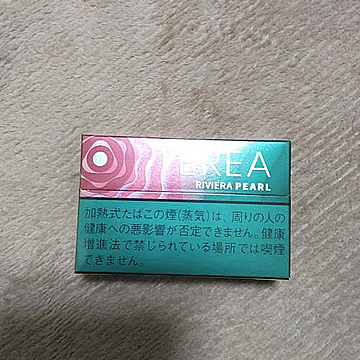 TEREA
RIVIERA PEARL
加熱式たばこの煙(蒸気)は、周りの人の
健康への悪影響が否定できません。健康
増進法で禁じられている場所では喫煙
できません。